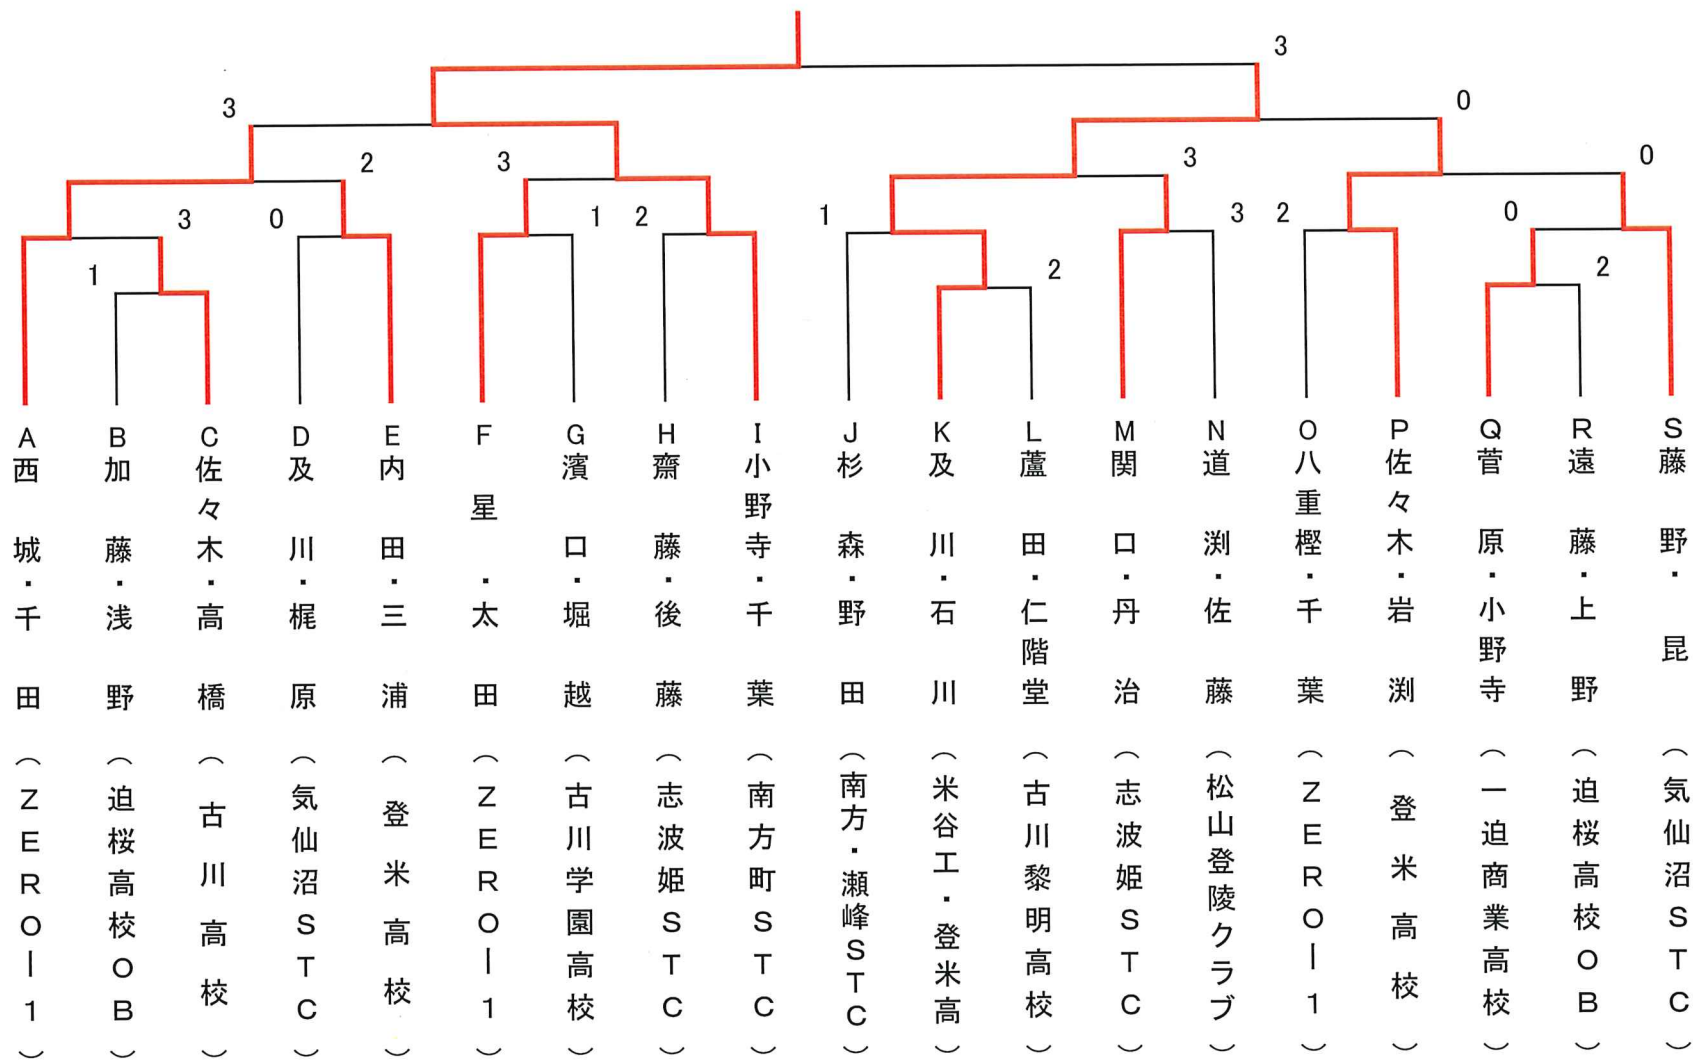 3
3
0
2
3
3
0
3
0
1
2
1
3
2
0
1
2
2
A 西城・千田 (ZERO-1)
B 加藤・浅野 (迫桜高校OB)
C 佐々木・高橋 (古川高校)
D 及川・梶原 (気仙沼STC)
E 内田・三浦 (登米高校)
F 星・太田 (ZERO-1)
G 濱口・堀越 (古川学園高校)
H 齋藤・後藤 (志波姫STC)
I 小野寺・千葉 (南方町STC)
J 杉森・野田 (南方・瀬峰STC)
K 及川・石川 (米谷工・登米高)
L 蘆田・仁階堂 (古川黎明高校)
M 関口・丹治 (志波姫STC)
N 道渕・佐藤 (松山登陵クラブ)
O 八重樫・千葉 (ZERO-1)
P 佐々木・岩渕 (登米高校)
Q 菅原・小野寺 (一迫商業高校)
R 遠藤・上野 (迫桜高校OB)
S 藤野・昆 (気仙沼STC)